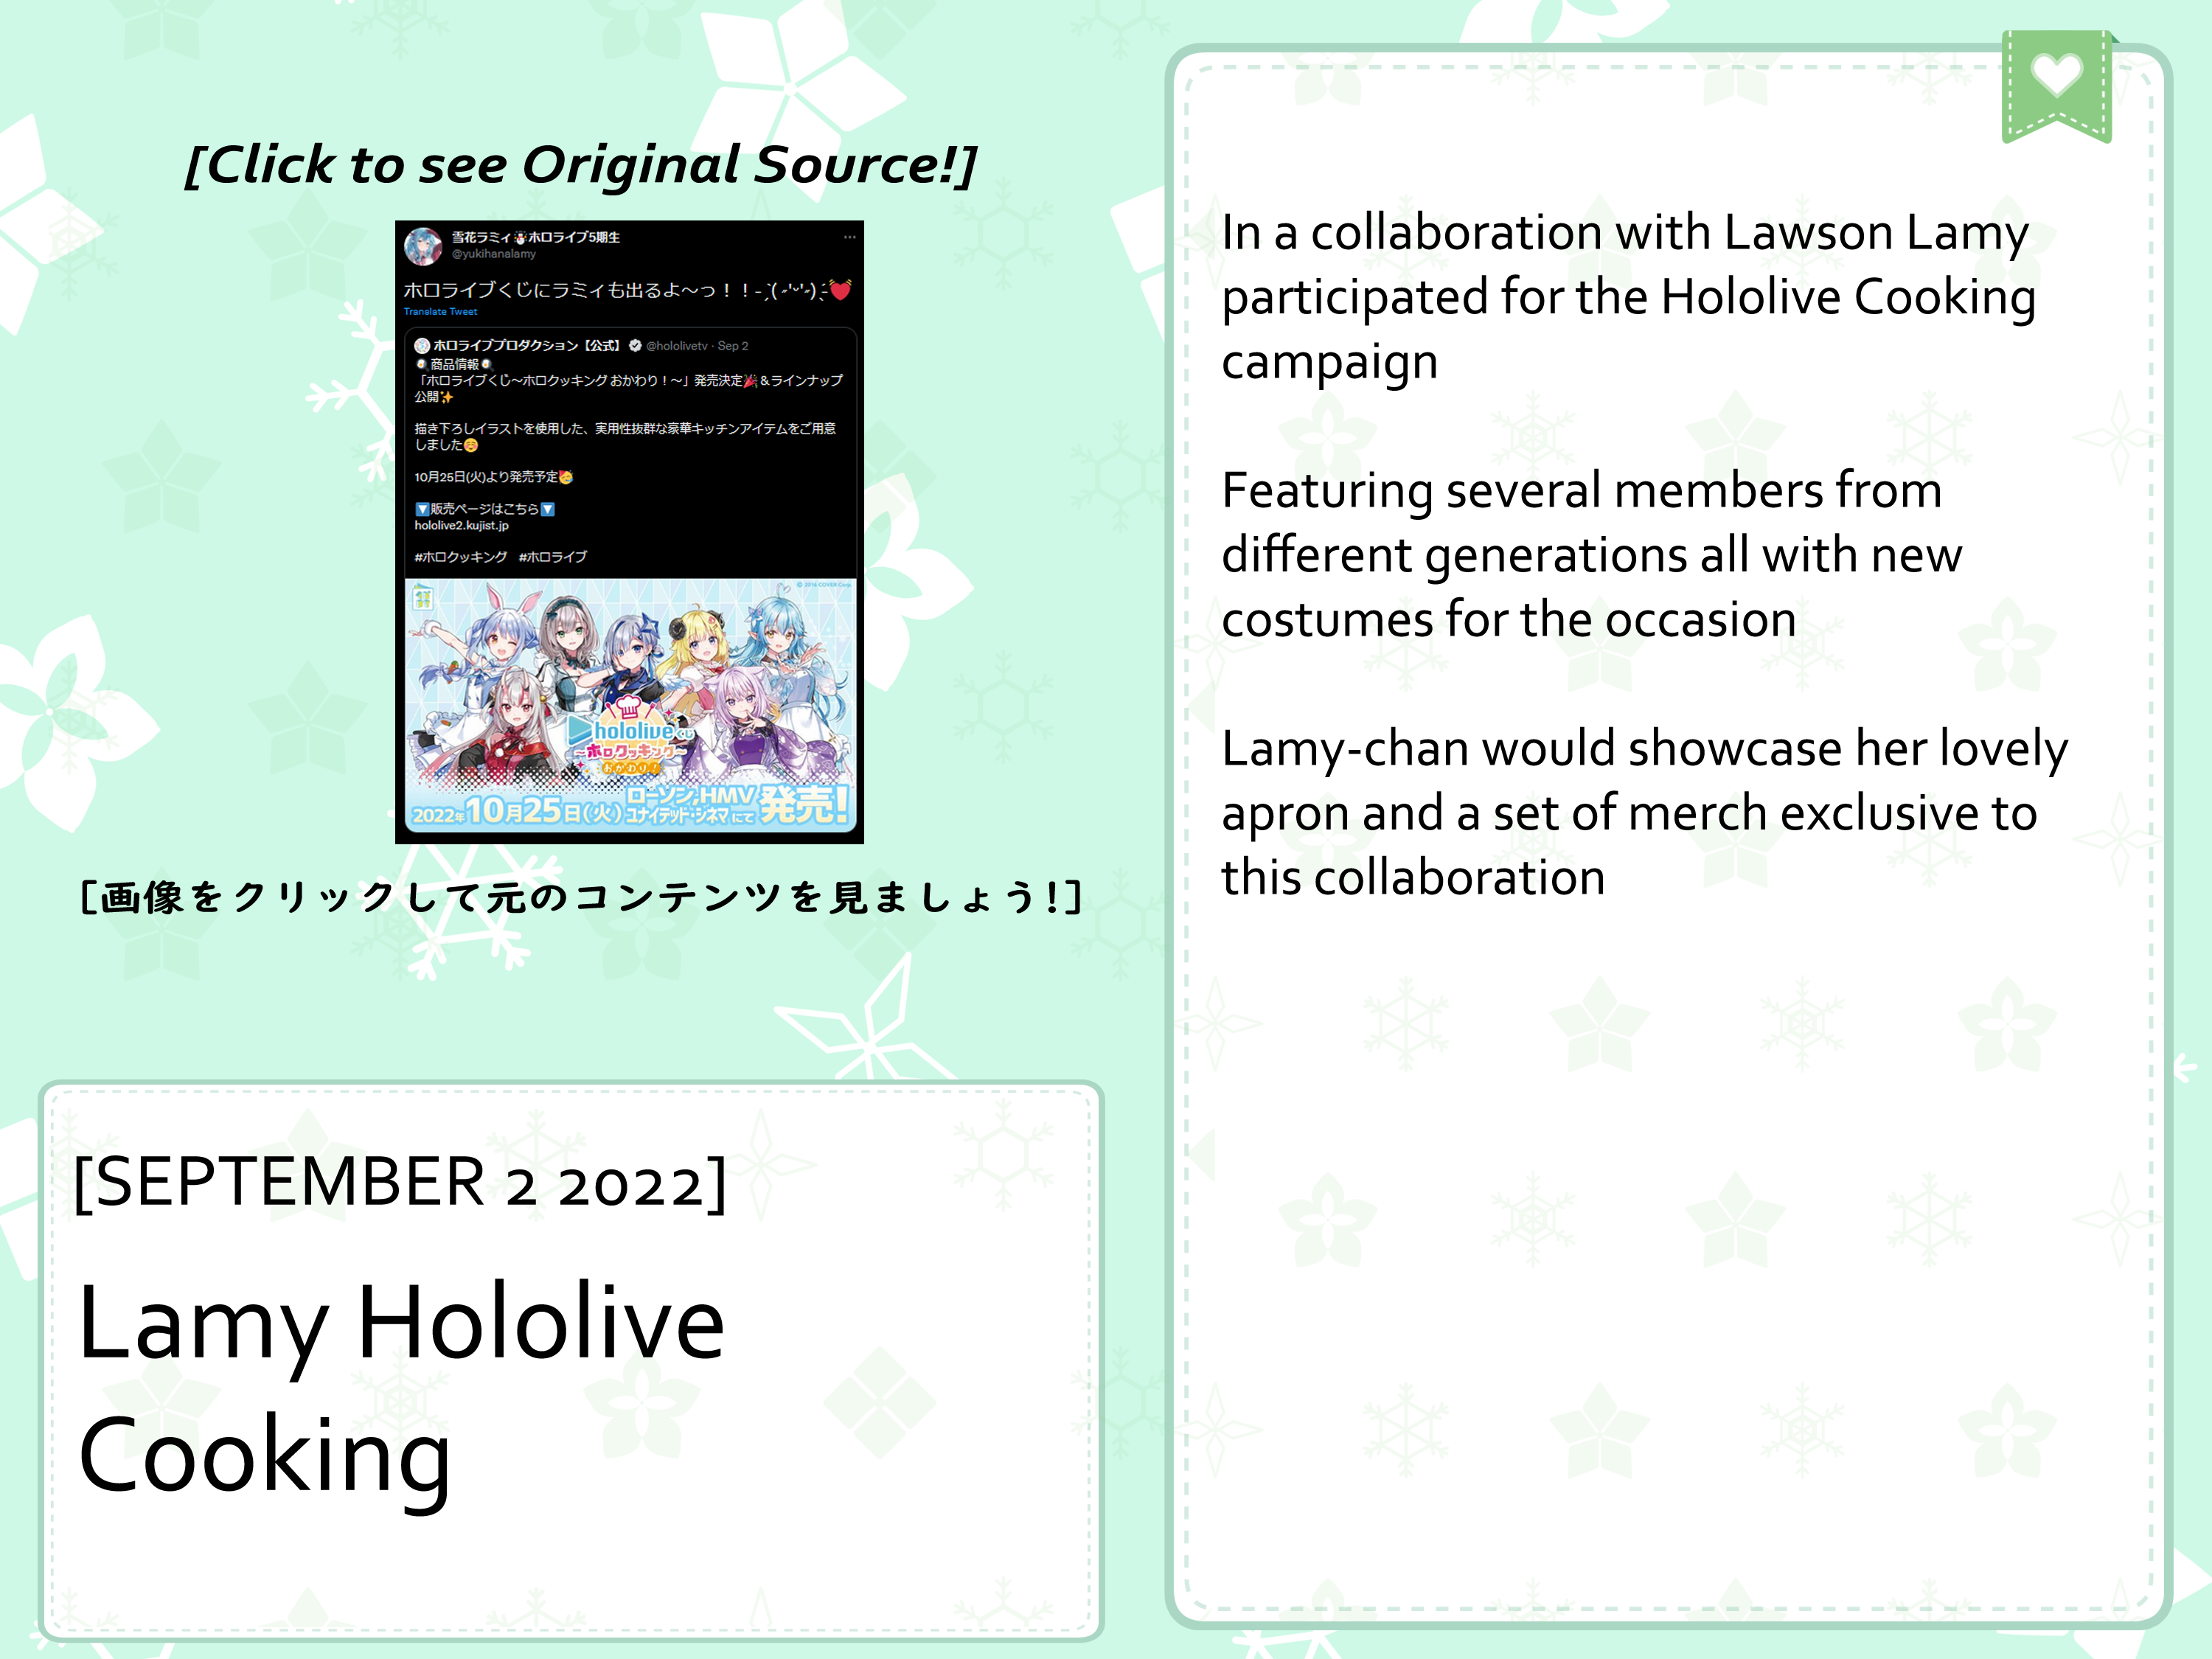 [Click to see Original Source!]
雪花ラミィ☃ホロライブ5期生
@yukihanalamy
ホロライブくじにラミィも出るよ〜っ！！- ̗̀( ˶'ᵕ'˶) ̖́-💓
Translate Tweet
ホロライブプロダクション【公式】 @hololivetv · Sep 2
🍳商品情報🍳
「ホロライブくじ〜ホロクッキング おかわり！〜」発売決定🎉＆ラインナップ
公開✨
描き下ろしイラストを使用した、実用性抜群な豪華キッチンアイテムをご用意
しました☺️
10月25日(火)より発売予定🥳
🔽販売ページはこちら🔽
hololive2.kujist.jp
#ホロクッキング #ホロライブ
© 2016 COVER Corp.
hololiveくじ
〜ホロクッキング〜
おかわり！
2022年10月25日(火) ローソン,HMV
ユナイテッド・シネマにて 発売!
[画像をクリックして元のコンテンツを見ましょう!]
[SEPTEMBER 2 2022]
Lamy Hololive
Cooking
In a collaboration with Lawson Lamy
participated for the Hololive Cooking
campaign
Featuring several members from
different generations all with new
costumes for the occasion
Lamy-chan would showcase her lovely
apron and a set of merch exclusive to
this collaboration